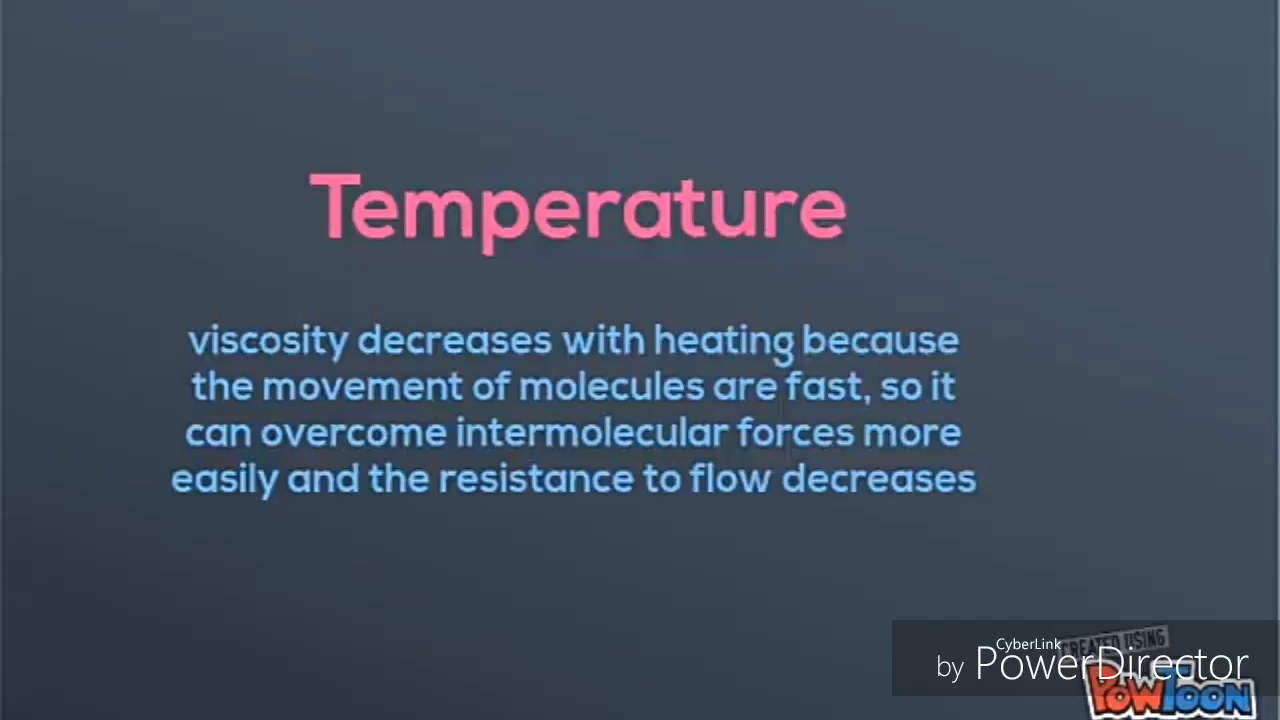 Temperature
viscosity decreases with heating because
the movement of molecules are fast, so it
can overcome intermolecular forces more
easily and the resistance to flow decreases
CREATED USING
CyberLink
by PowerDirector
POWTOON